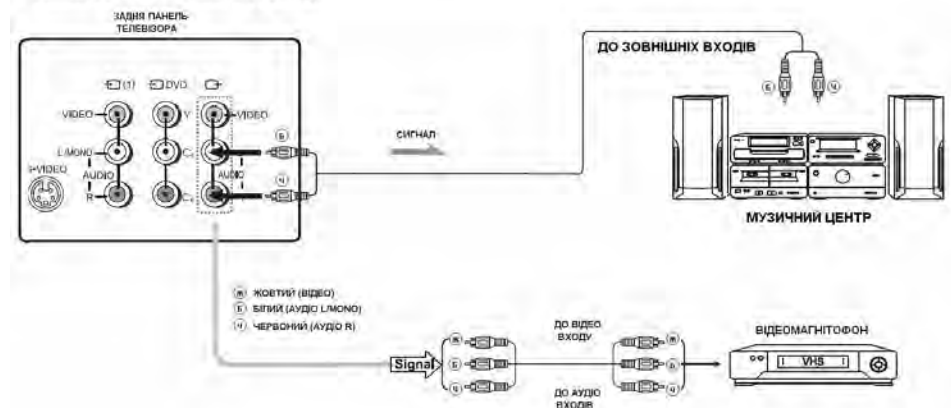 ЗАДНЯ ПАНЕЛЬ
ТЕЛЕВІЗОРА
(1) DVD
VIDEO Y VIDEO
L/MONO
AUDIO
R
S-VIDEO
AUDIO
Б
Ч
СИГНАЛ
ДО ЗОВНІШНІХ ВХОДІВ
Б Ч
МУЗИЧНИЙ ЦЕНТР
Ж ЖОВТИЙ (ВІДЕО)
Б БІЛИЙ (АУДІО L/MONO)
Ч ЧЕРВОНИЙ (АУДІО R)
Signal
Ж
Б
Ч
ДО ВІДЕО
ВХОДУ
ДО АУДІО
ВХОДІВ
Ж
Б
Ч
ВІДЕОМАГНІТОФОН
VHS